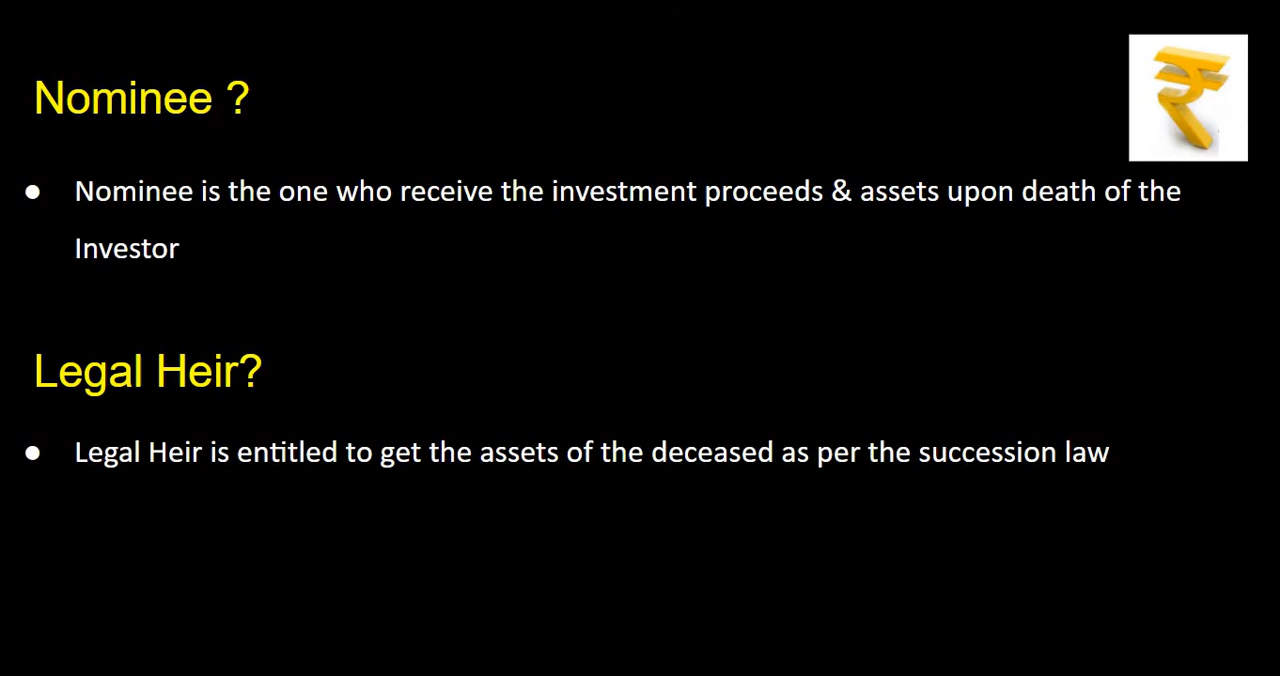 Nominee ?
● Nominee is the one who receive the investment proceeds & assets upon death of the
Investor
Legal Heir?
● Legal Heir is entitled to get the assets of the deceased as per the succession law